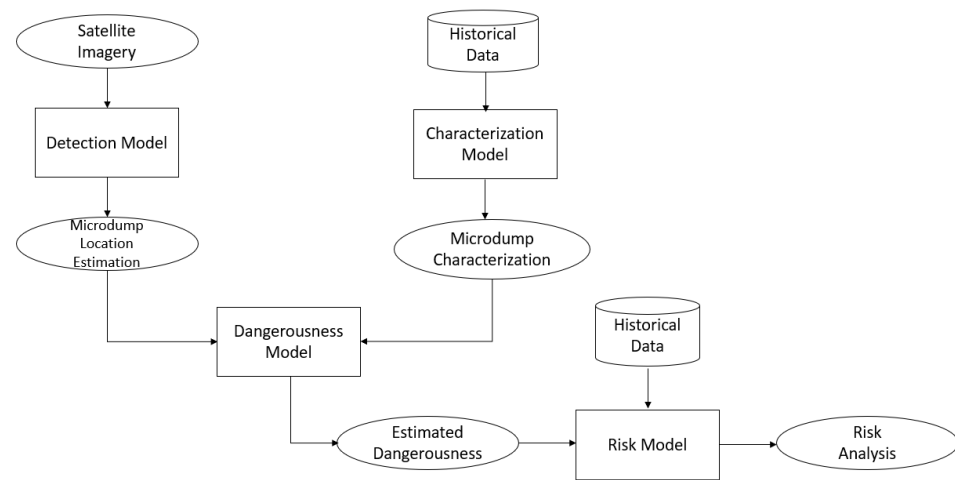 Satellite
Imagery
Historical
Data
Detection Model
Characterization
Model
Microdump
Location
Estimation
Microdump
Characterization
Dangerousness
Model
Historical
Data
Estimated
Dangerousness
Risk Model
Risk
Analysis